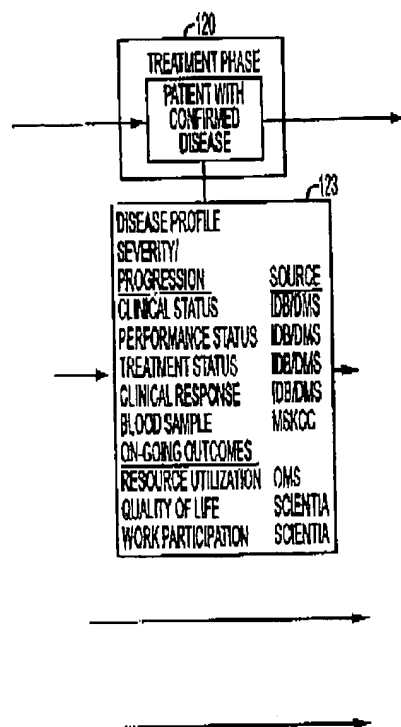 120
TREATMENT PHASE
PATIENT WITH
CONFIRMED
DISEASE
123
DISEASE PROFILE
SEVERITY/
PROGRESSION SOURCE
CLINICAL STATUS IDB/DMS
PERFORMANCE STATUS IDB/DMS
TREATMENT STATUS IDB/DMS
CLINICAL RESPONSE IDB/DMS
BLOOD SAMPLE MSKCC
ON-GOING OUTCOMES
RESOURCE UTILIZATION OMS
QUALITY OF LIFE SCIENTIA
WORK PARTICIPATION SCIENTIA